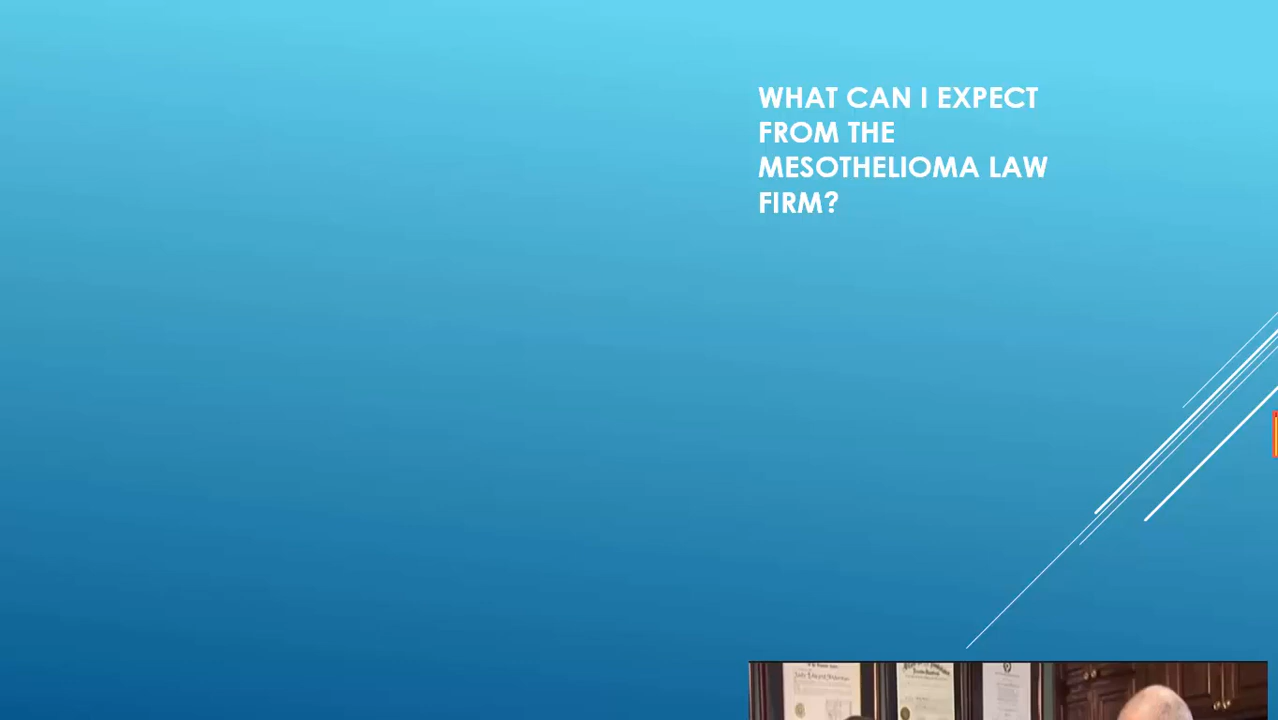 WHAT CAN I EXPECT
FROM THE
MESOTHELIOMA LAW
FIRM?